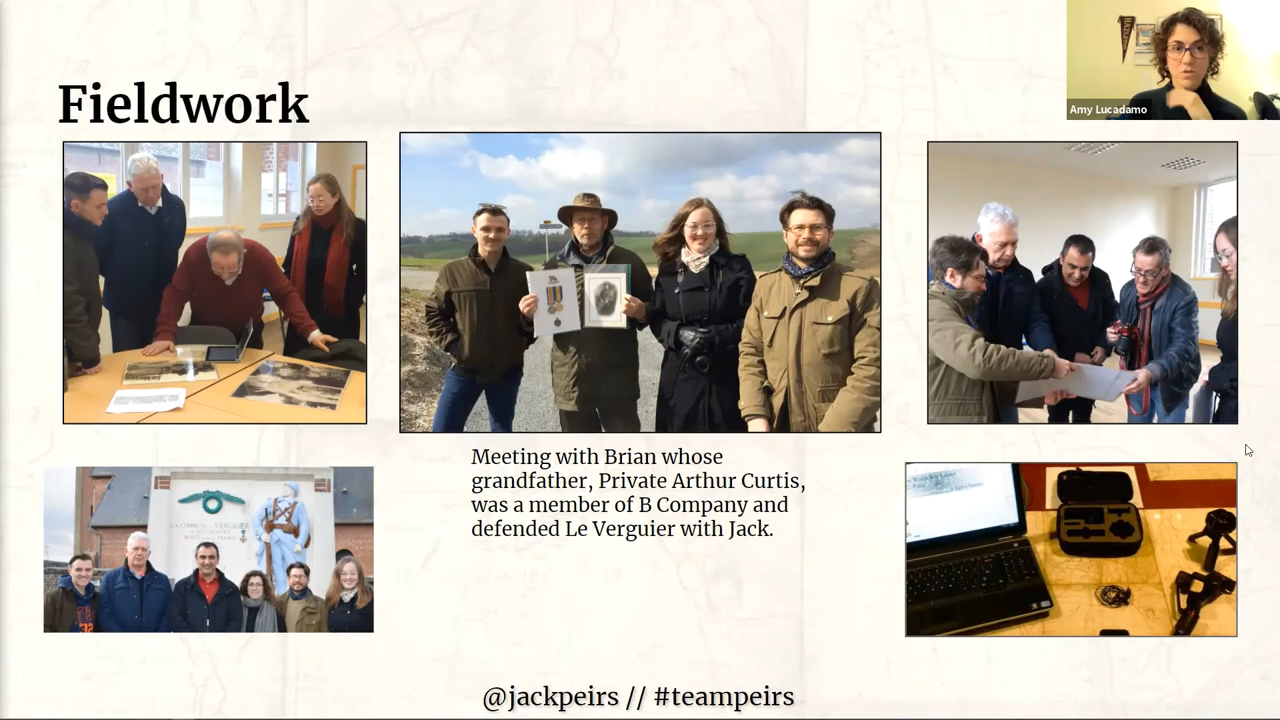 Fieldwork
Amy Lucadamo
Meeting with Brian whose
grandfather, Private Arthur Curtis,
was a member of B Company and
defended Le Verguier with Jack.
@jackpeirs // #teampeirs